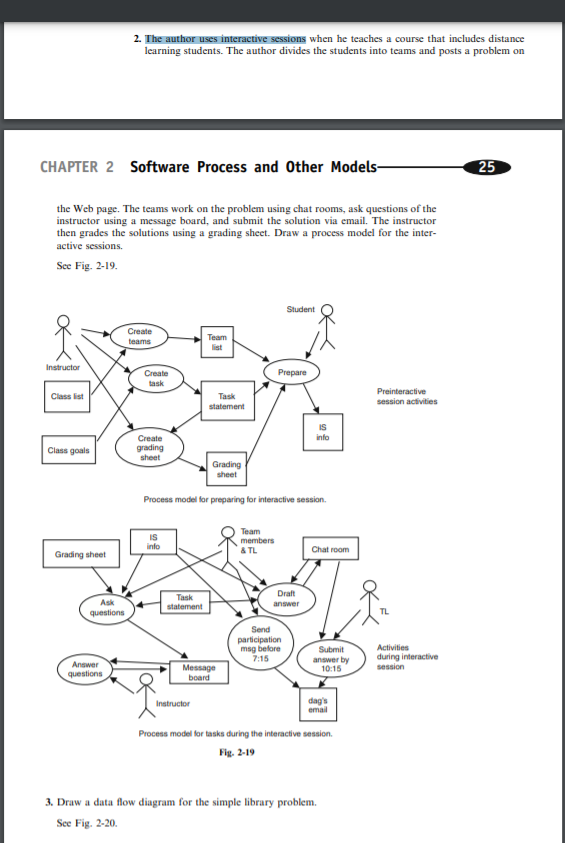 2. The author uses interactive sessions when he teaches a course that includes distance
learning students. The author divides the students into teams and posts a problem on
CHAPTER 2 Software Process and Other Models
25
the Web page. The teams work on the problem using chat rooms, ask questions of the
instructor using a message board, and submit the solution via email. The instructor
then grades the solutions using a grading sheet. Draw a process model for the inter-
active sessions.
See Fig. 2-19.
Student
Create
teams
Team
list
Instructor
Create
task
Prepare
Class list
Task
statement
Preinteractive
session activities
IS
info
Create
grading
sheet
Class goals
Grading
sheet
Process model for preparing for interactive session.
Team
members
& TL
IS
info
Grading sheet
Chat room
Draft
answer
Task
statement
Ask
questions
TL
Send
participation
msg before
7:15
Submit
answer by
10:15
Activities
during interactive
session
Answer
questions
Message
board
Instructor
dag's
email
Process model for tasks during the interactive session.
Fig. 2-19
3. Draw a data flow diagram for the simple library problem.
See Fig. 2-20.